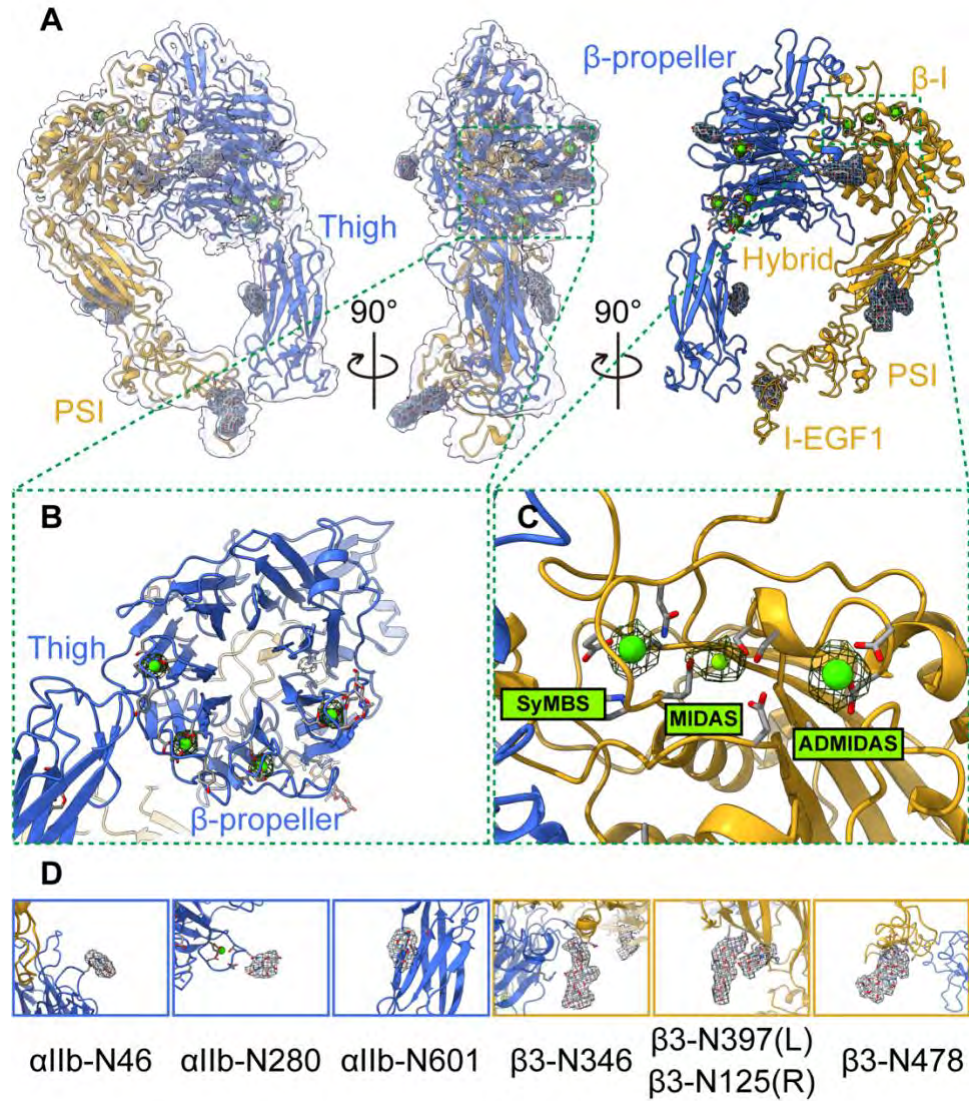 A
β-propeller
β-I
Thigh
Hybrid
90°
90°
PSI
PSI
I-EGF1
B
C
Thigh
SyMBS
MIDAS
ADMIDAS
β-propeller
D
αIIb-N46
αIIb-N280
αIIb-N601
β3-N346
β3-N397(L)
β3-N125(R)
β3-N478